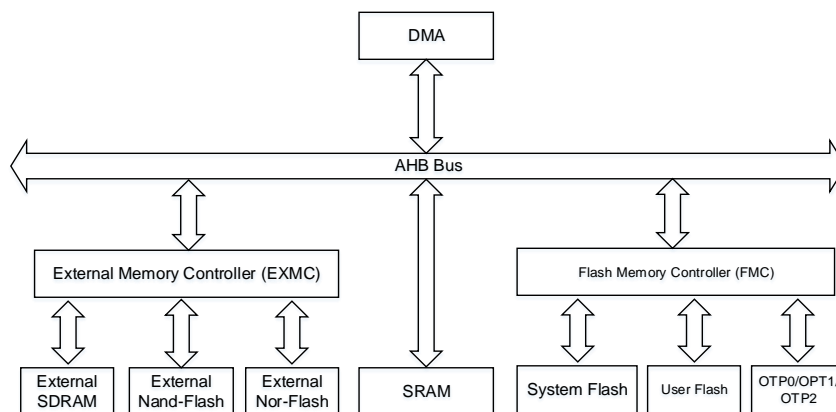 DMA
AHB Bus
External Memory Controller (EXMC)
Flash Memory Controller (FMC)
External
SDRAM
External
Nand-Flash
External
Nor-Flash
SRAM
System Flash
User Flash
OTP0/OPT1/
OTP2